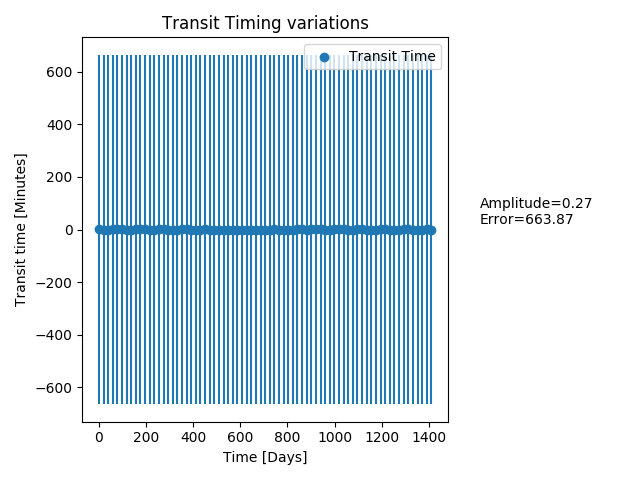 Transit Timing variations
Transit Time
600
400
200
0
−200
−400
−600
Transit time [Minutes]
0 200 400 600 800 1000 1200 1400
Time [Days]
Amplitude=0.27
Error=663.87